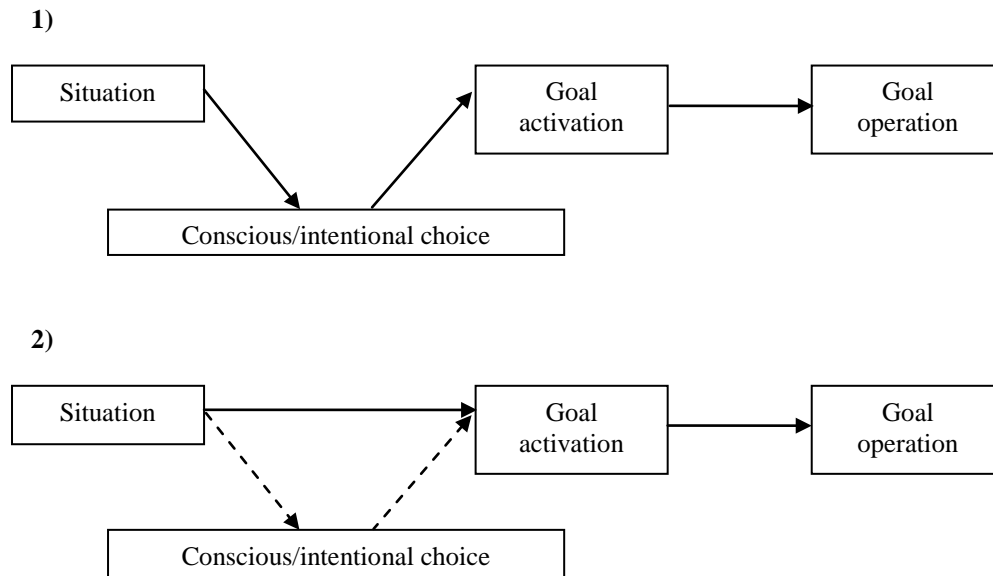 1)
Situation
Goal
activation
Goal
operation
Conscious/intentional choice
2)
Situation
Goal
activation
Goal
operation
Conscious/intentional choice